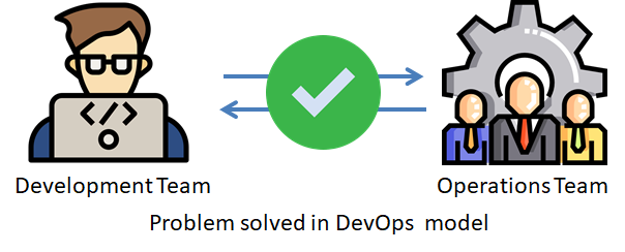 </>
Development Team
Operations Team
Problem solved in DevOps model